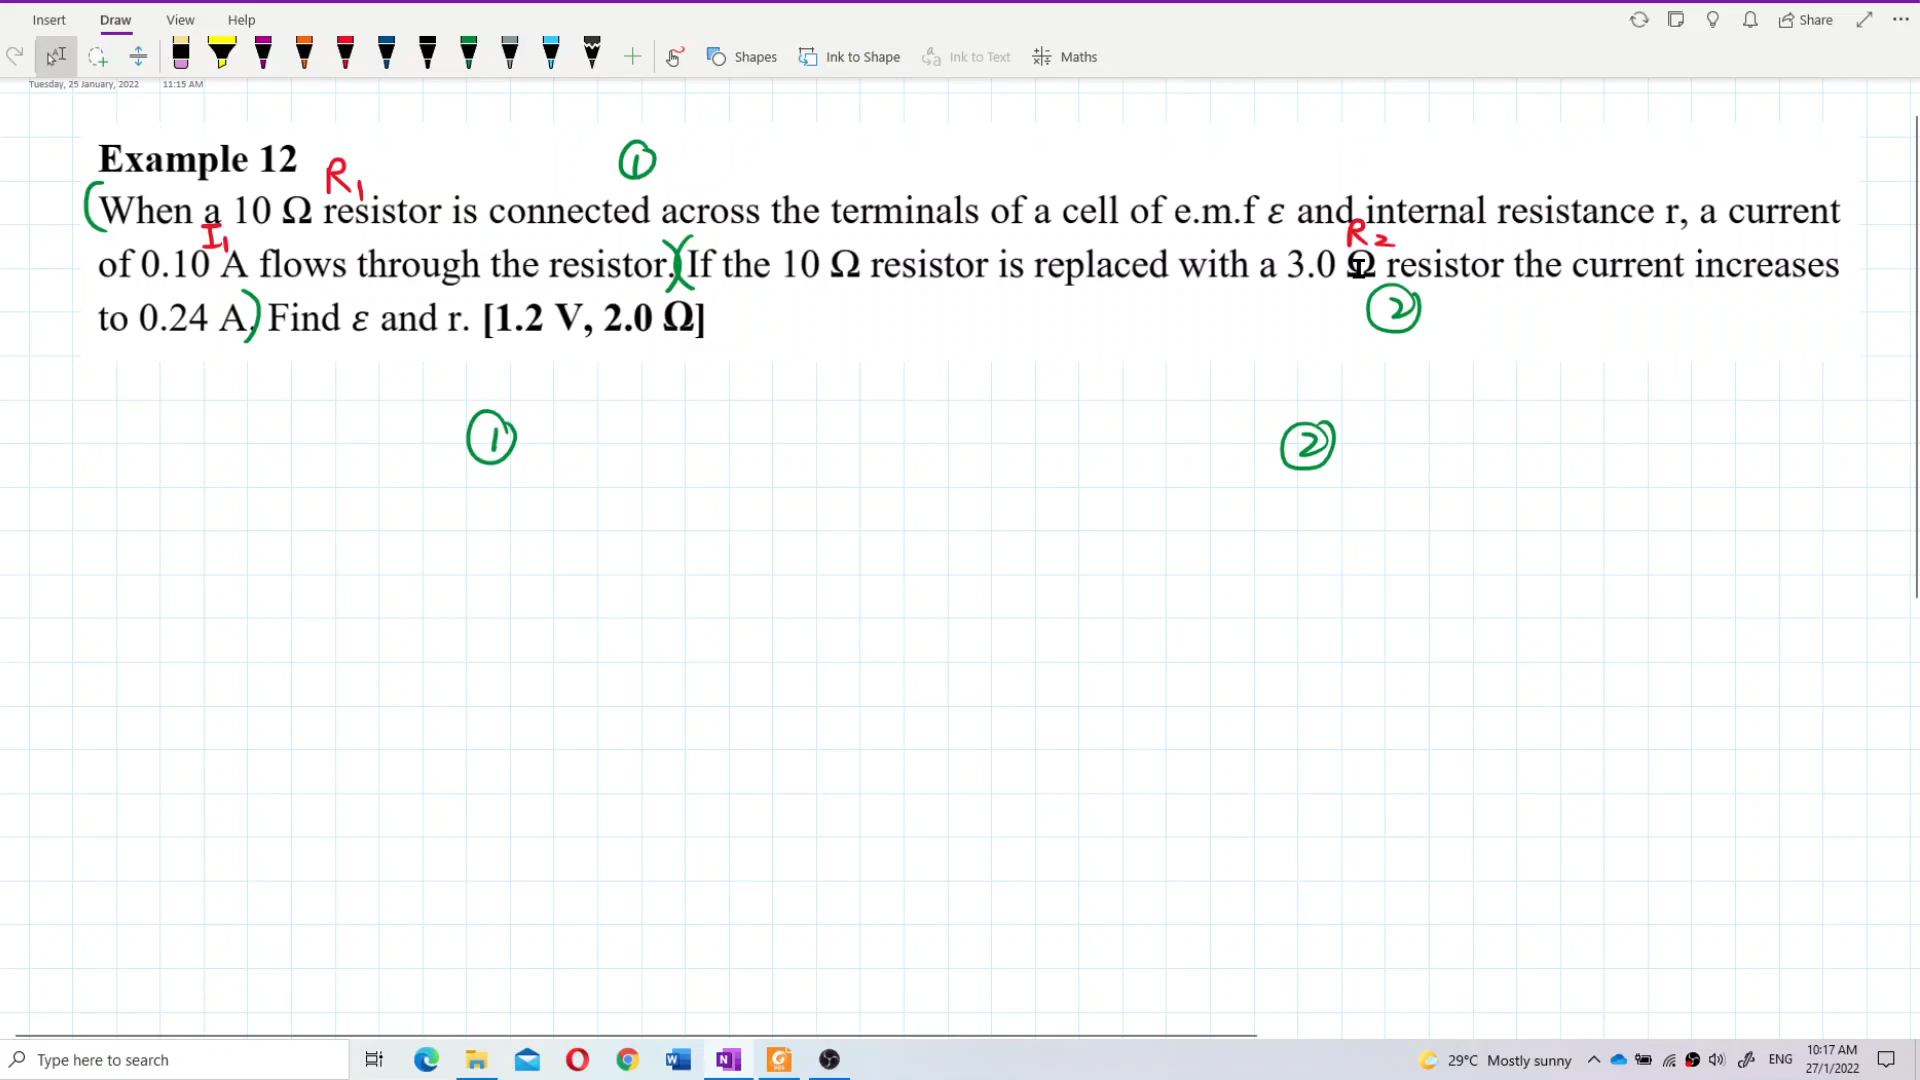 Insert Draw View Help Share
Shapes Ink to Shape Ink to Text Maths
Tuesday, 25 January, 2022 11:15 AM
Example 12
R1
①
When a 10 Ω resistor is connected across the terminals of a cell of e.m.f ε and internal resistance r, a current
I1
R2
of 0.10 A flows through the resistor. If the 10 Ω resistor is replaced with a 3.0 Ω resistor the current increases
②
to 0.24 A. Find ε and r. [1.2 V, 2.0 Ω]
① ②
Type here to search 29°C Mostly sunny ENG 10:17 AM
27/1/2022